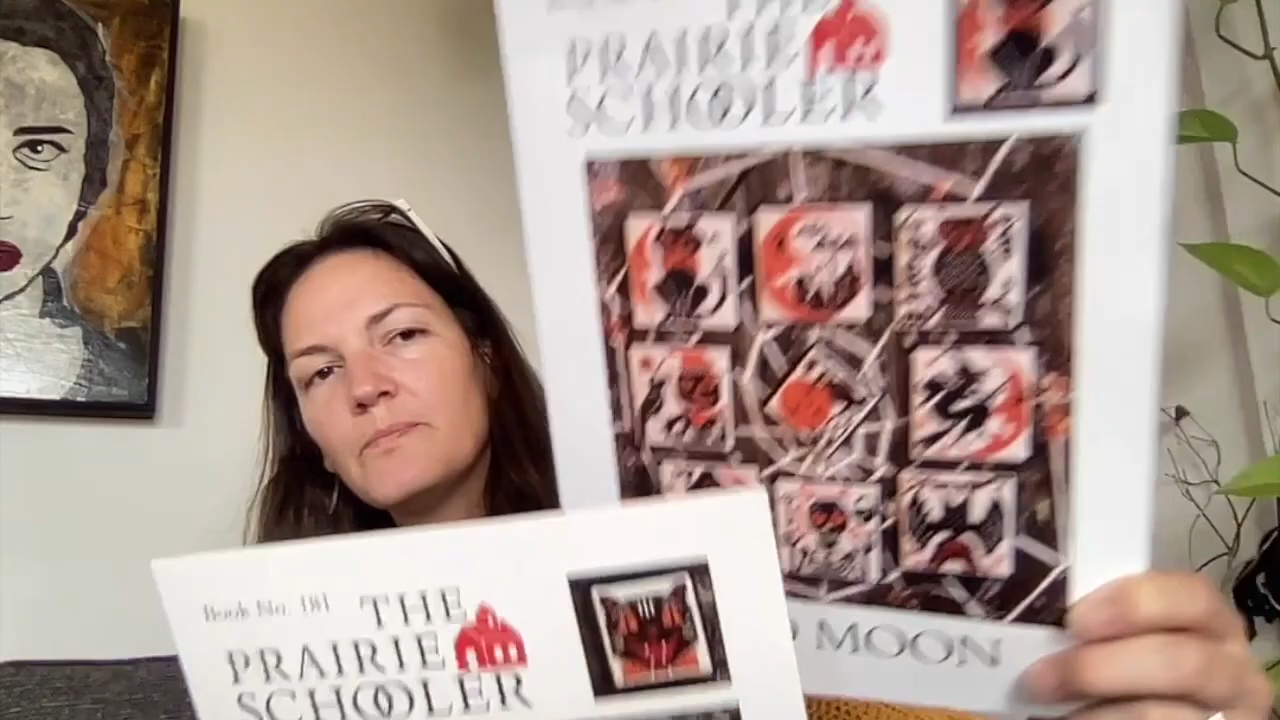 THE
PRAIRIE
SCHOOLER
MOON
Book No. 181
THE
PRAIRIE
SCHOOLER